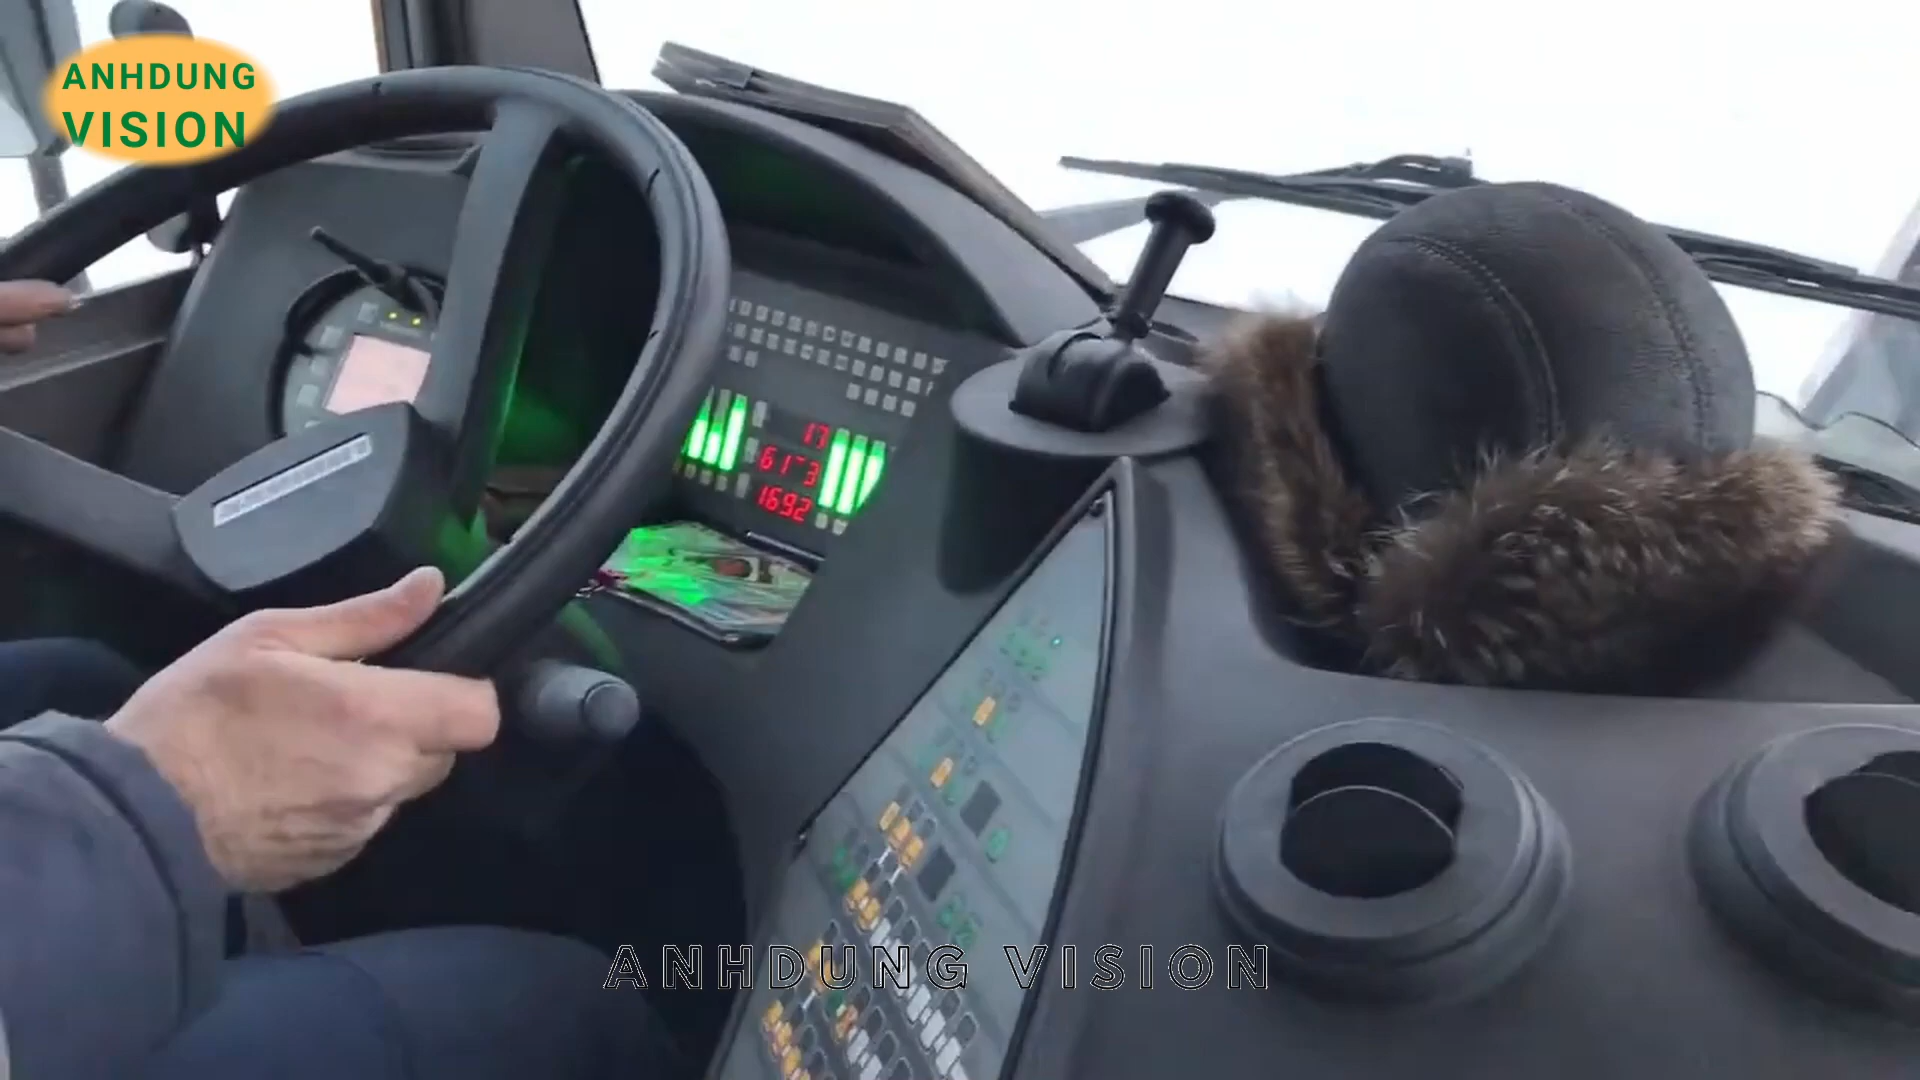 ANHDUNG
VISION
17
1692
ANHDUNG VISION